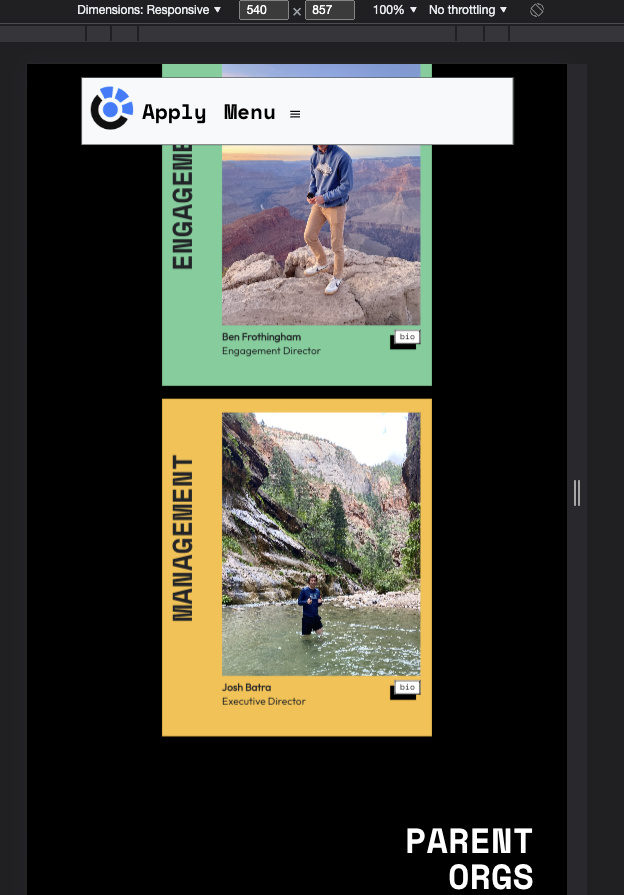 Dimensions: Responsive ▼ 540 × 857 100% ▼ No throttling ▼
Apply Menu ≡
ENGAGEME
Ben Frothingham
Engagement Director
bio
MANAGEMENT
Josh Batra
Executive Director
bio
PARENT
ORGS